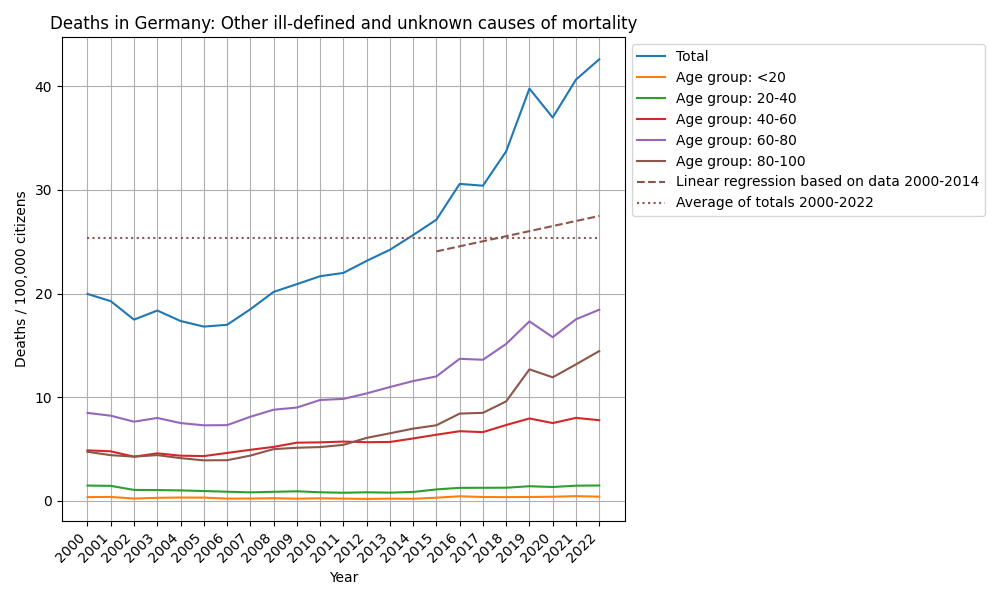 Deaths in Germany: Other ill-defined and unknown causes of mortality
Deaths / 100,000 citizens
40
30
20
10
0
2000
2001
2002
2003
2004
2005
2006
2007
2008
2009
2010
2011
2012
2013
2014
2015
2016
2017
2018
2019
2020
2021
2022
Year
Total
Age group: <20
Age group: 20-40
Age group: 40-60
Age group: 60-80
Age group: 80-100
Linear regression based on data 2000-2014
Average of totals 2000-2022